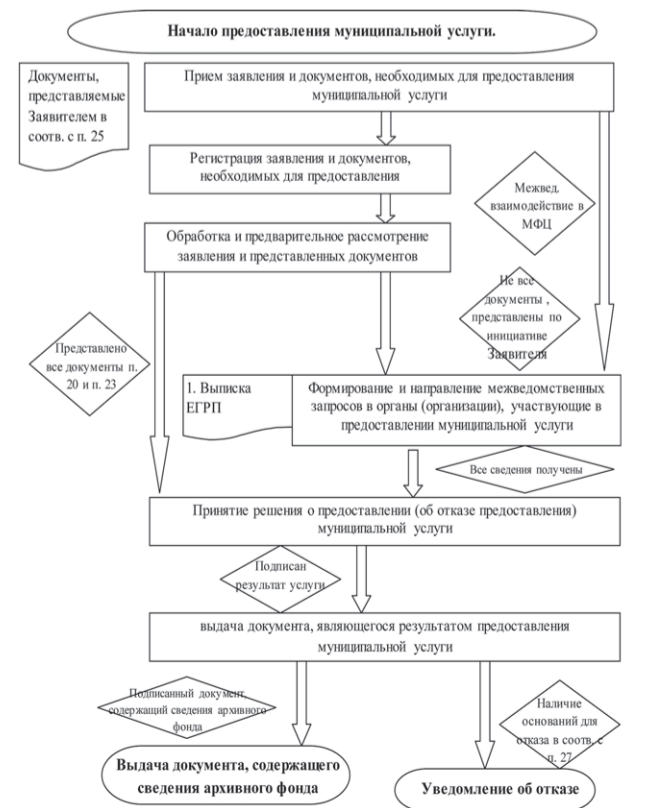 Начало предоставления муниципальной услуги.
Документы,
представляемые
Заявителем в
соотв. с п. 25
Прием заявления и документов, необходимых для предоставления
муниципальной услуги
Регистрация заявления и документов,
необходимых для предоставления
Межвед.
взаимодействие в
МФЦ
Обработка и предварительное рассмотрение
заявления и представленных документов
Не все
документы ,
представлены по
инициативе
Заявителя
Представлено
все документы п.
20 и п. 23
1. Выписка
ЕГРП
Формирование и направление межведомственных
запросов в органы (организации), участвующие в
предоставлении муниципальной услуги
Все сведения получены
Принятие решения о предоставлении (об отказе предоставления)
муниципальной услуги
Подписан
результат услуги
выдача документа, являющегося результатом предоставления
муниципальной услуги
Подписанный документ,
содержащий сведения архивного
фонда
Наличие
оснований для
отказа в соотв. с
п. 27
Выдача документа, содержащего
сведения архивного фонда
Уведомление об отказе